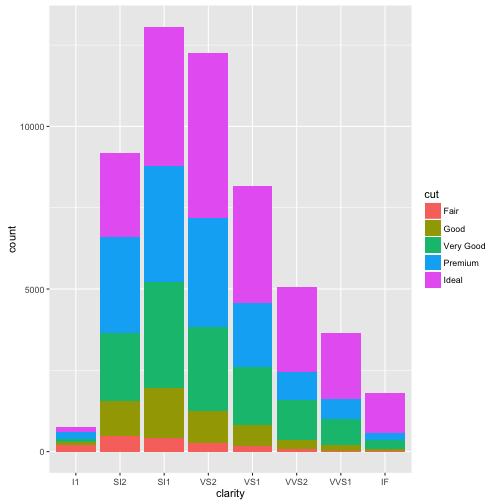 10000
5000
0
count
I1 SI2 SI1 VS2 VS1 VVS2 VVS1 IF
clarity
cut
Fair
Good
Very Good
Premium
Ideal